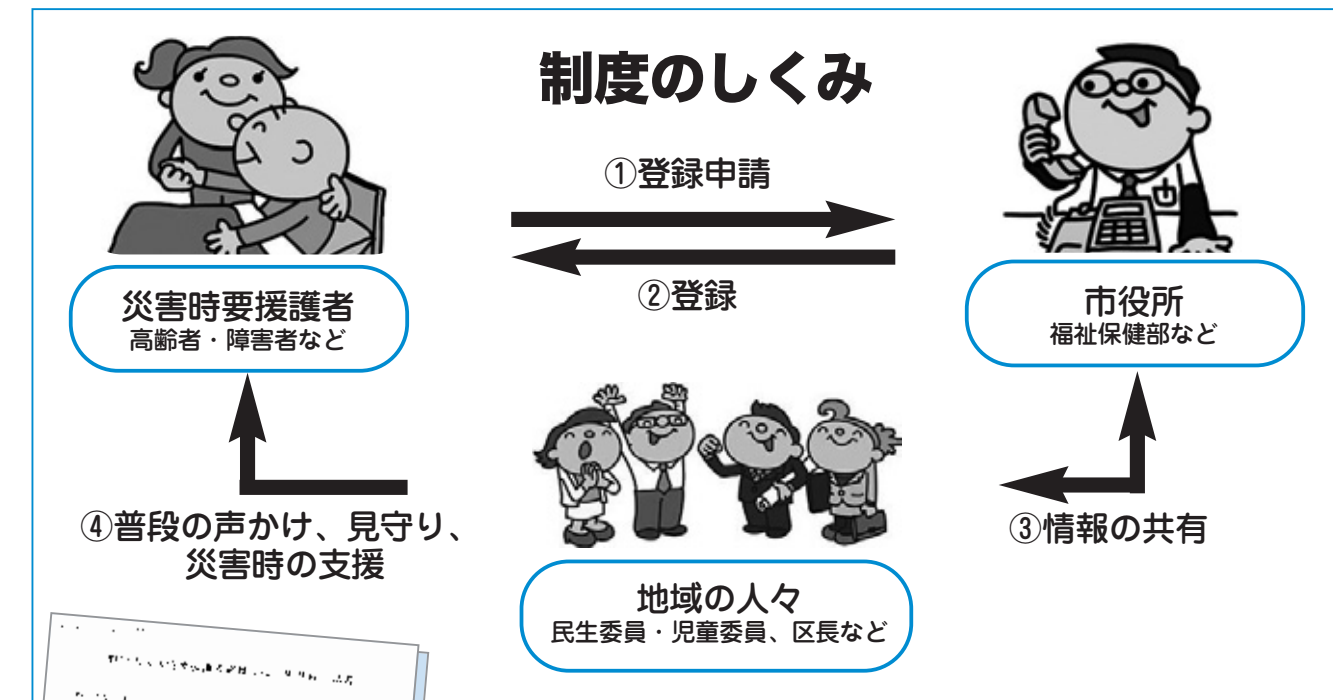 制度のしくみ
①登録申請
②登録
災害時要援護者
高齢者・障害者など
市役所
福祉保健部など
③情報の共有
地域の人々
民生委員・児童委員、区長など
④普段の声かけ、見守り、
災害時の支援